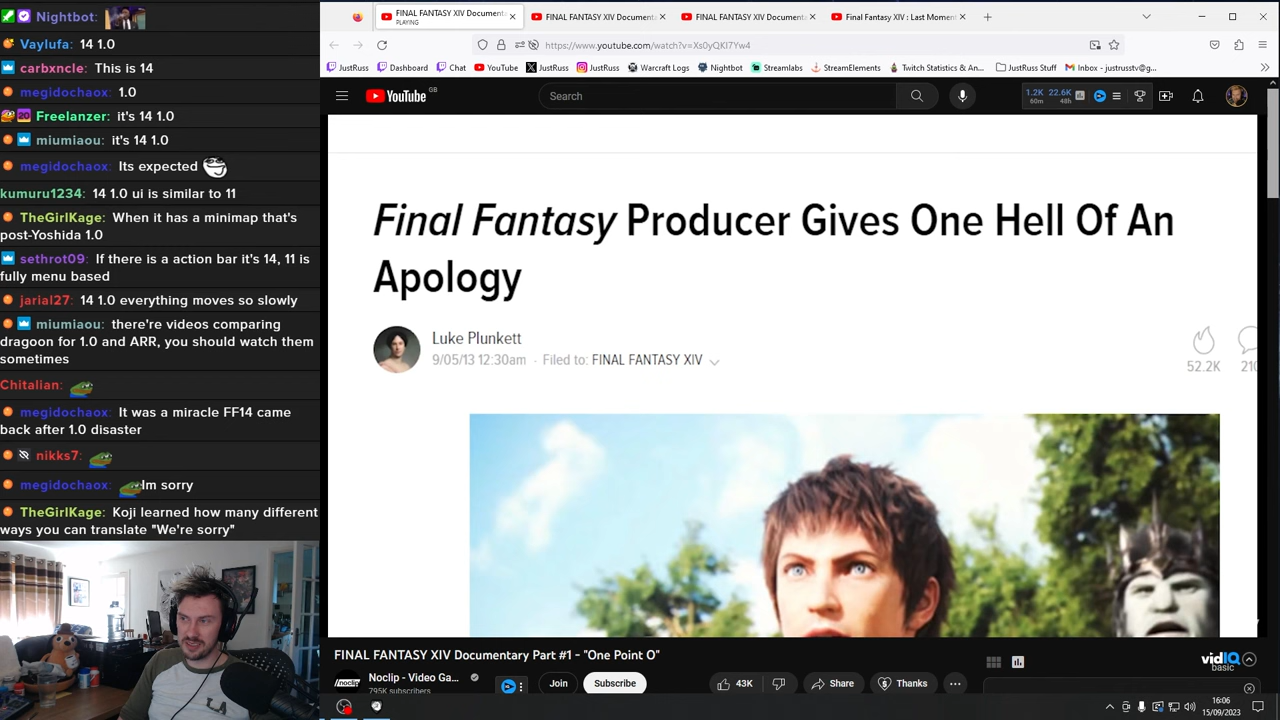 Nightbot:
Vaylufa: 14 1.0
carbxncle: This is 14
megidochaox: 1.0
20 Freelanzer: it's 14 1.0
miumiaou: it's 14 1.0
megidochaox: Its expected
kumuru1234: 14 1.0 ui is similar to 11
TheGirlKage: When it has a minimap that's
post-Yoshida 1.0
sethrot09: If there is a action bar it's 14, 11 is
fully menu based
jarial27: 14 1.0 everything moves so slowly
miumiaou: there're videos comparing
dragoon for 1.0 and ARR, you should watch them
sometimes
Chitalian:
megidochaox: It was a miracle FF14 came
back after 1.0 disaster
nikks7:
megidochaox: Im sorry
TheGirlKage: Koji learned how many different
ways you can translate "We're sorry"
FINAL FANTASY XIV Documenta
PLAYING
FINAL FANTASY XIV Documenta
FINAL FANTASY XIV Documenta
Final Fantasy XIV : Last Moment
https://www.youtube.com/watch?v=Xs0yQKI7Yw4
JustRuss Dashboard Chat YouTube JustRuss JustRuss Warcraft Logs Nightbot Streamlabs StreamElements Twitch Statistics & An... JustRuss Stuff Inbox - justrusstv@g...
YouTube GB
Search
1.2K 22.6K
60m 48h
Final Fantasy Producer Gives One Hell Of An
Apology
Luke Plunkett
9/05/13 12:30am - Filed to: FINAL FANTASY XIV
52.2K 210
FINAL FANTASY XIV Documentary Part #1 - "One Point O"
vidIQ
basic
/noclip
Noclip - Video Ga...
795K subscribers
Join
Subscribe
43K
Share
Thanks
16:06
15/09/2023